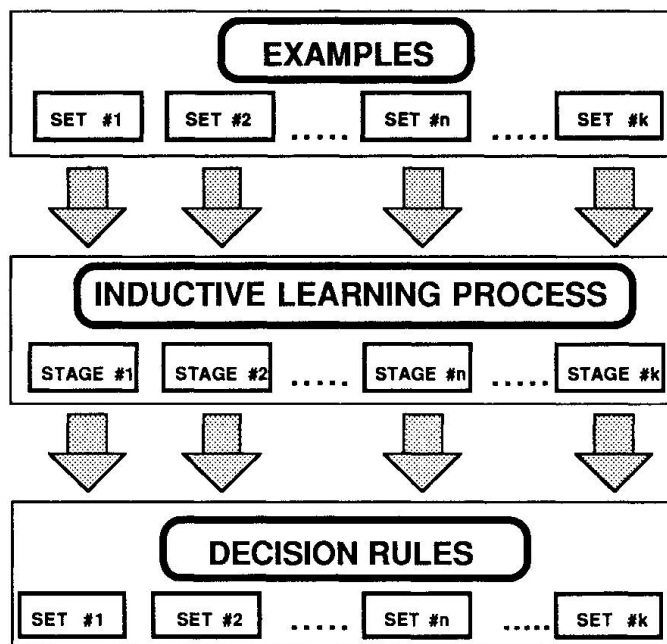 EXAMPLES
SET #1 SET #2 ..... SET #n ..... SET #k
INDUCTIVE LEARNING PROCESS
STAGE #1 STAGE #2 ..... STAGE #n ..... STAGE #k
DECISION RULES
SET #1 SET #2 ..... SET #n ..... SET #k